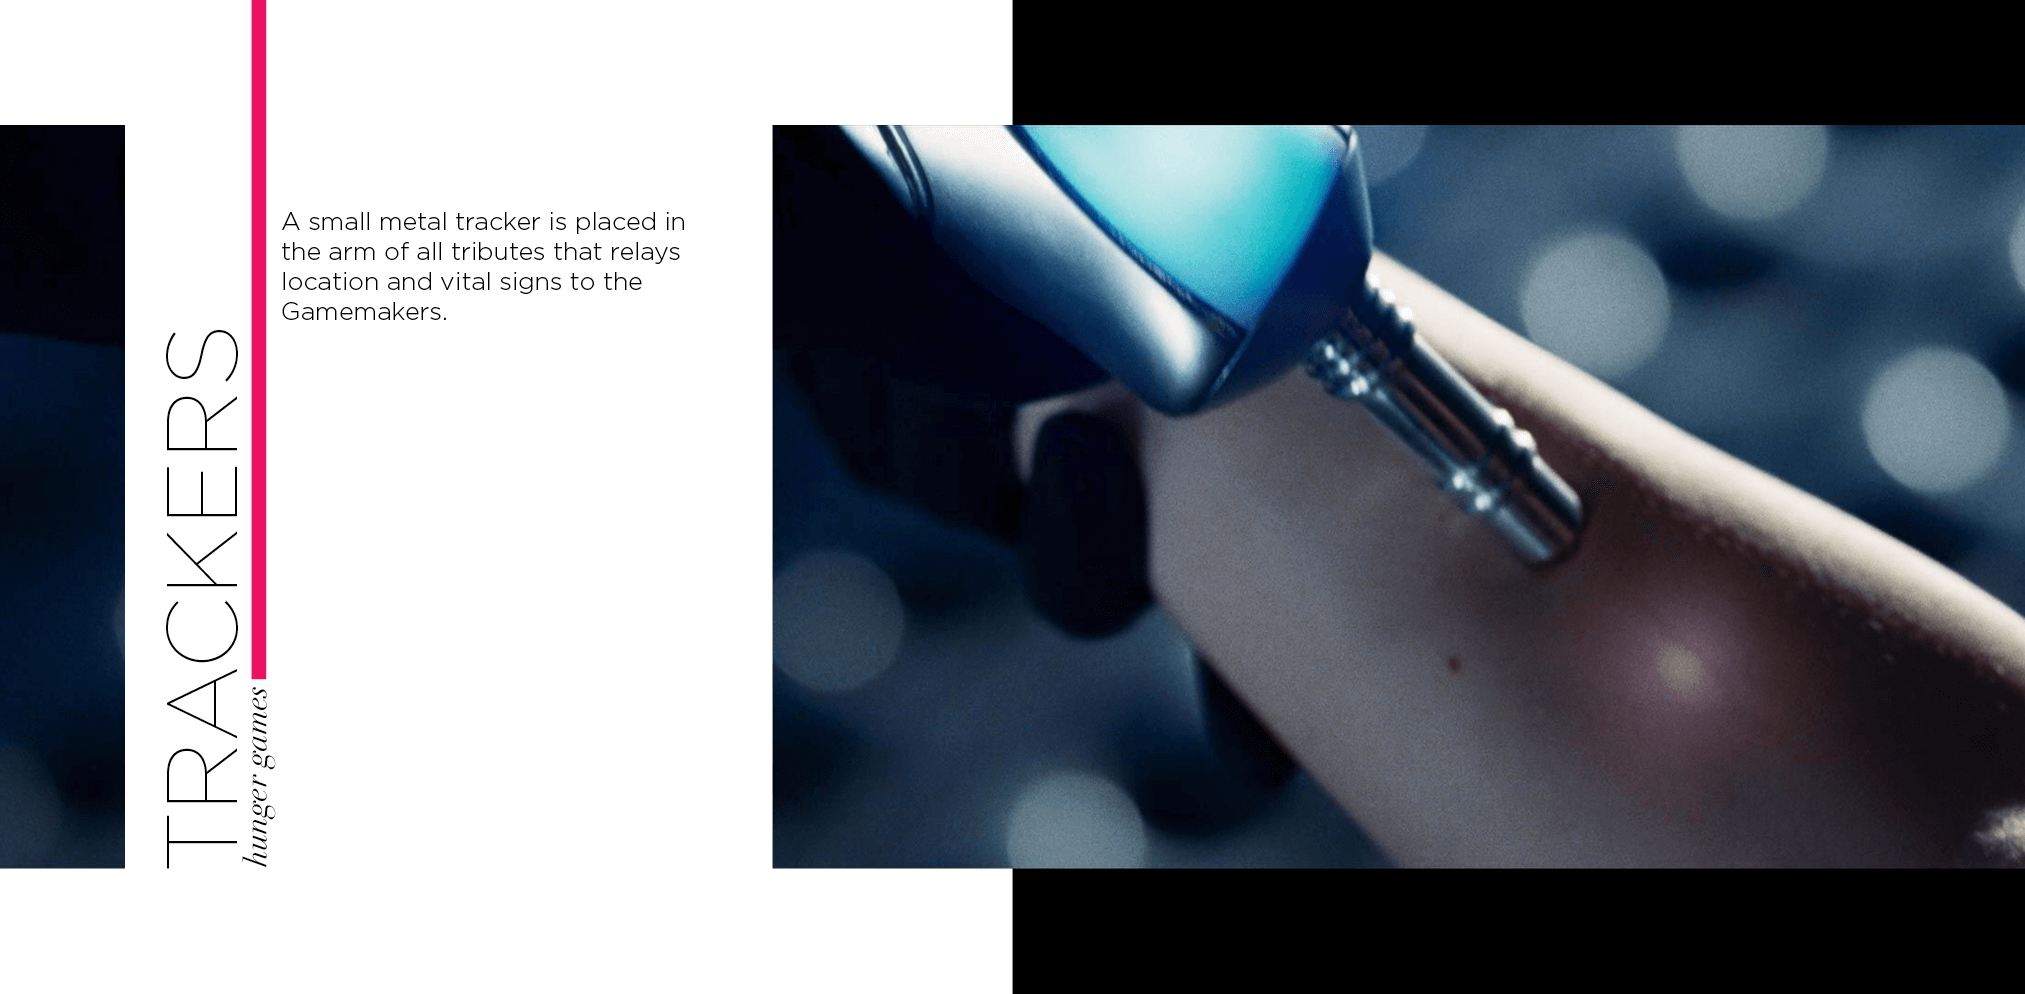 TRACKERS
hunger games
A small metal tracker is placed in
the arm of all tributes that relays
location and vital signs to the
Gamemakers.